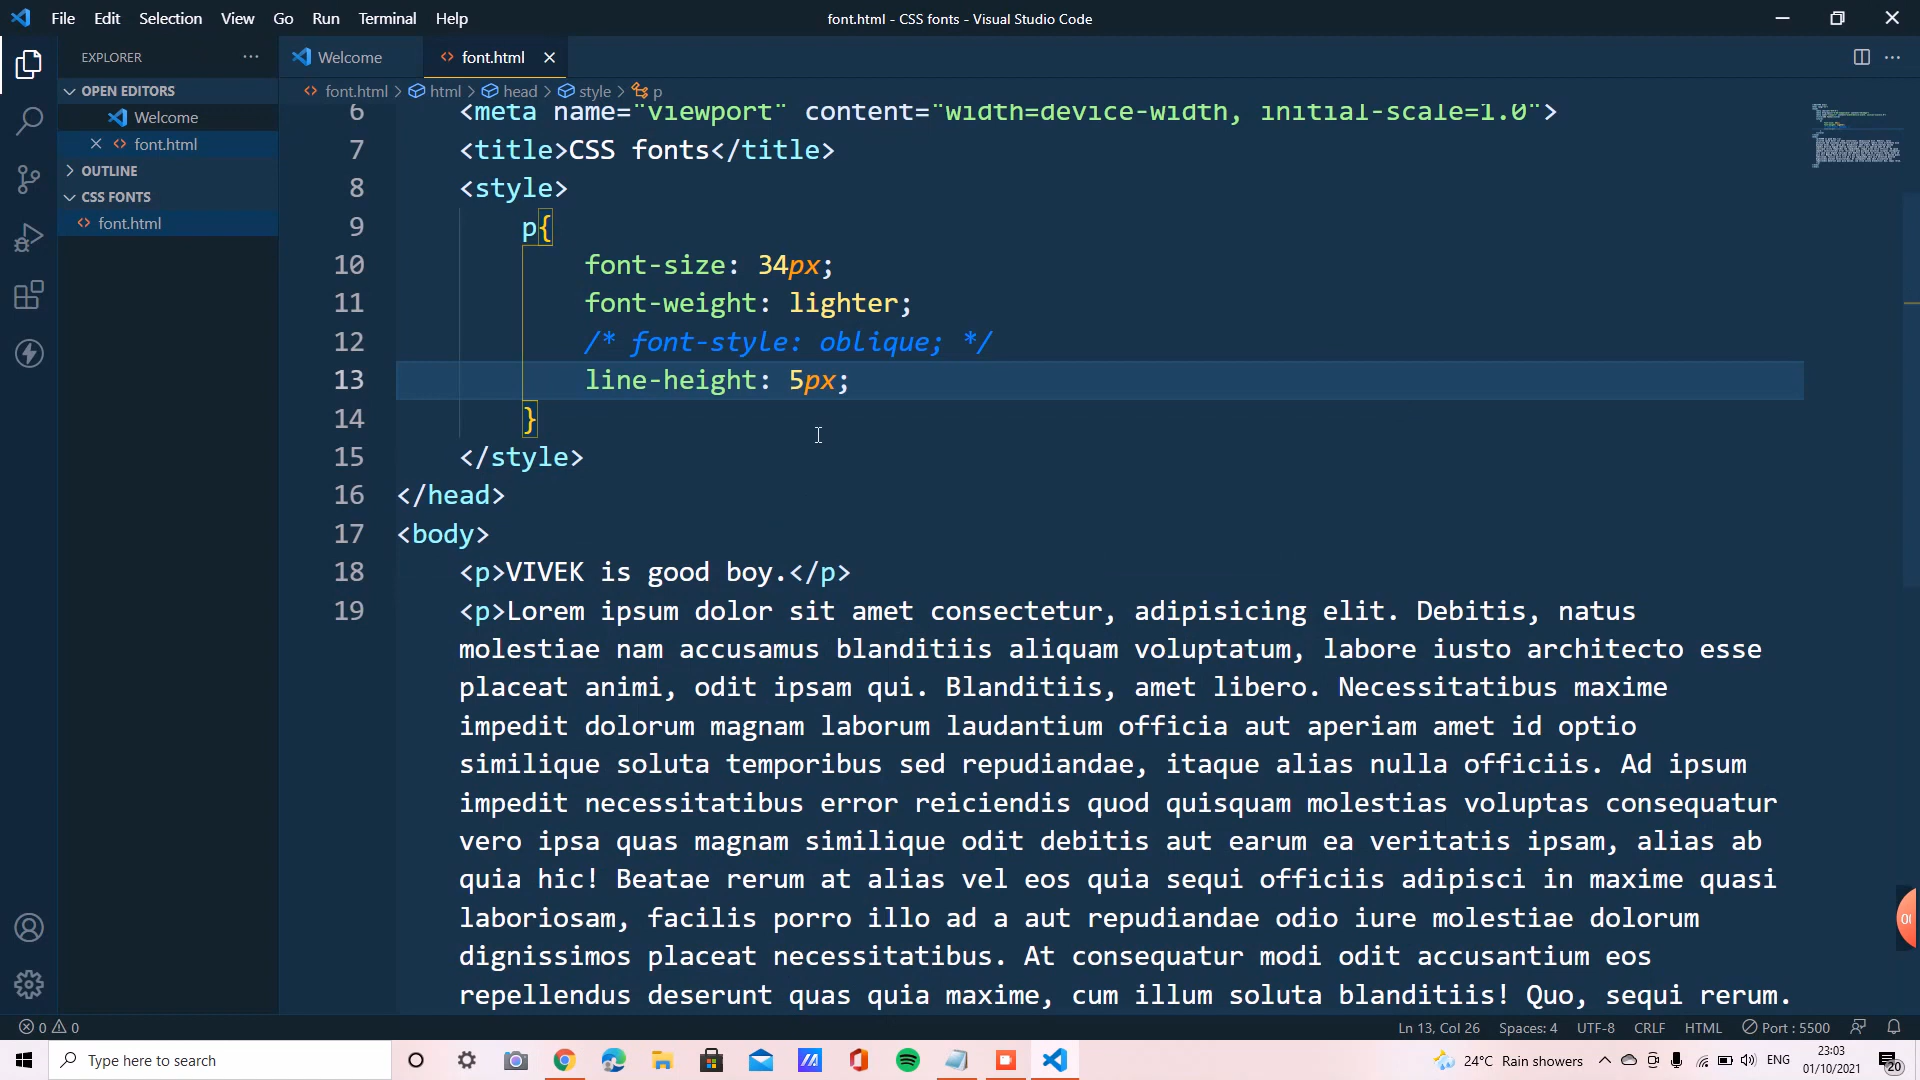 File Edit Selection View Go Run Terminal Help
font.html - CSS fonts - Visual Studio Code
EXPLORER
Welcome
font.html
OPEN EDITORS
Welcome
font.html
OUTLINE
CSS FONTS
font.html
font.html > html > head > style > p
6 <meta name="viewport" content="width=device-width, initial-scale=1.0">
7 <title>CSS fonts</title>
8 <style>
9 p{
10 font-size: 34px;
11 font-weight: lighter;
12 /* font-style: oblique; */
13 line-height: 5px;
14 }
15 </style>
16 </head>
17 <body>
18 <p>VIVEK is good boy.</p>
19 <p>Lorem ipsum dolor sit amet consectetur, adipisicing elit. Debitis, natus
molestiae nam accusamus blanditiis aliquam voluptatum, labore iusto architecto esse
placeat animi, odit ipsam qui. Blanditiis, amet libero. Necessitatibus maxime
impedit dolorum magnam laborum laudantium officia aut aperiam amet id optio
similique soluta temporibus sed repudiandae, itaque alias nulla officiis. Ad ipsum
impedit necessitatibus error reiciendis quod quisquam molestias voluptas consequatur
vero ipsa quas magnam similique odit debitis aut earum ea veritatis ipsam, alias ab
quia hic! Beatae rerum at alias vel eos quia sequi officiis adipisci in maxime quasi
laboriosam, facilis porro illo ad a aut repudiandae odio iure molestiae dolorum
dignissimos placeat necessitatibus. At consequatur modi odit accusantium eos
repellendus deserunt quas quia maxime, cum illum soluta blanditiis! Quo, sequi rerum.
0 0
Ln 13, Col 26 Spaces: 4 UTF-8 CRLF HTML Port : 5500
Type here to search
24°C Rain showers
ENG
23:03
01/10/2021
20